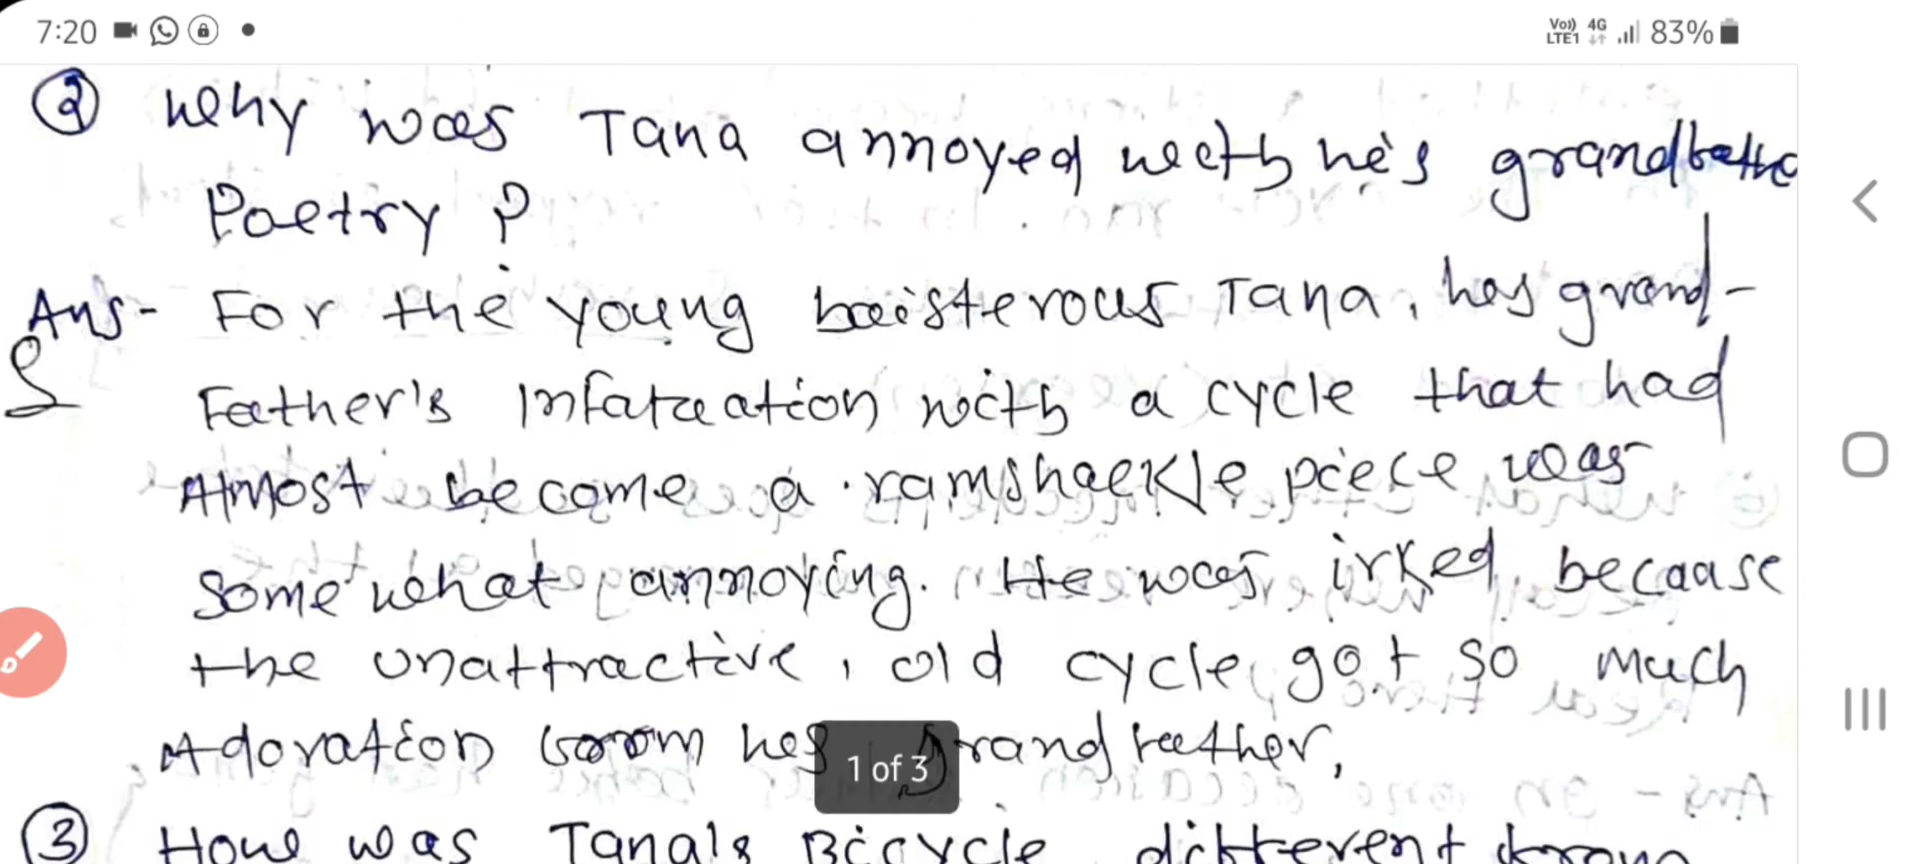 7:20
Vo)) LTE1 4G 83%
② Why was Tana annoyed with his grandfathe
Poetry ?
Ans- For the young boisterous Tana, his grand-
Father's Infatuation with a cycle that had
Almost become a ramshackle piece was
Somewhat annoying. He was irked because
the unattractive, old cycle got so much
Adoration from his grandfather,
1 of 3
③ How was Tana's Bicycle different from